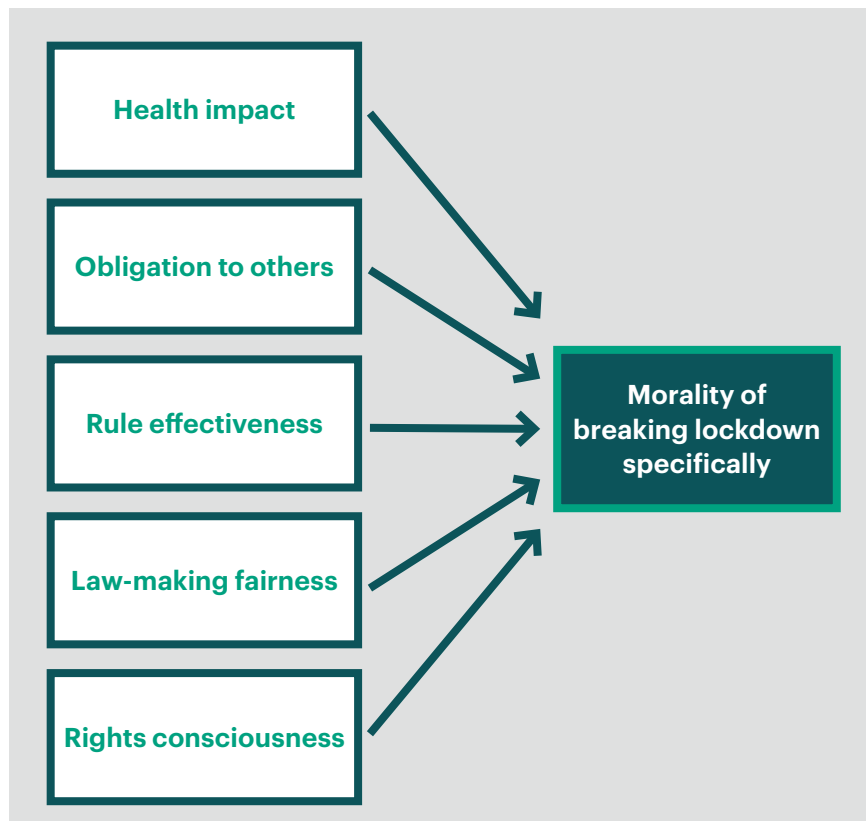 Health impact
Obligation to others
Rule effectiveness
Law-making fairness
Rights consciousness
Morality of
breaking lockdown
specifically